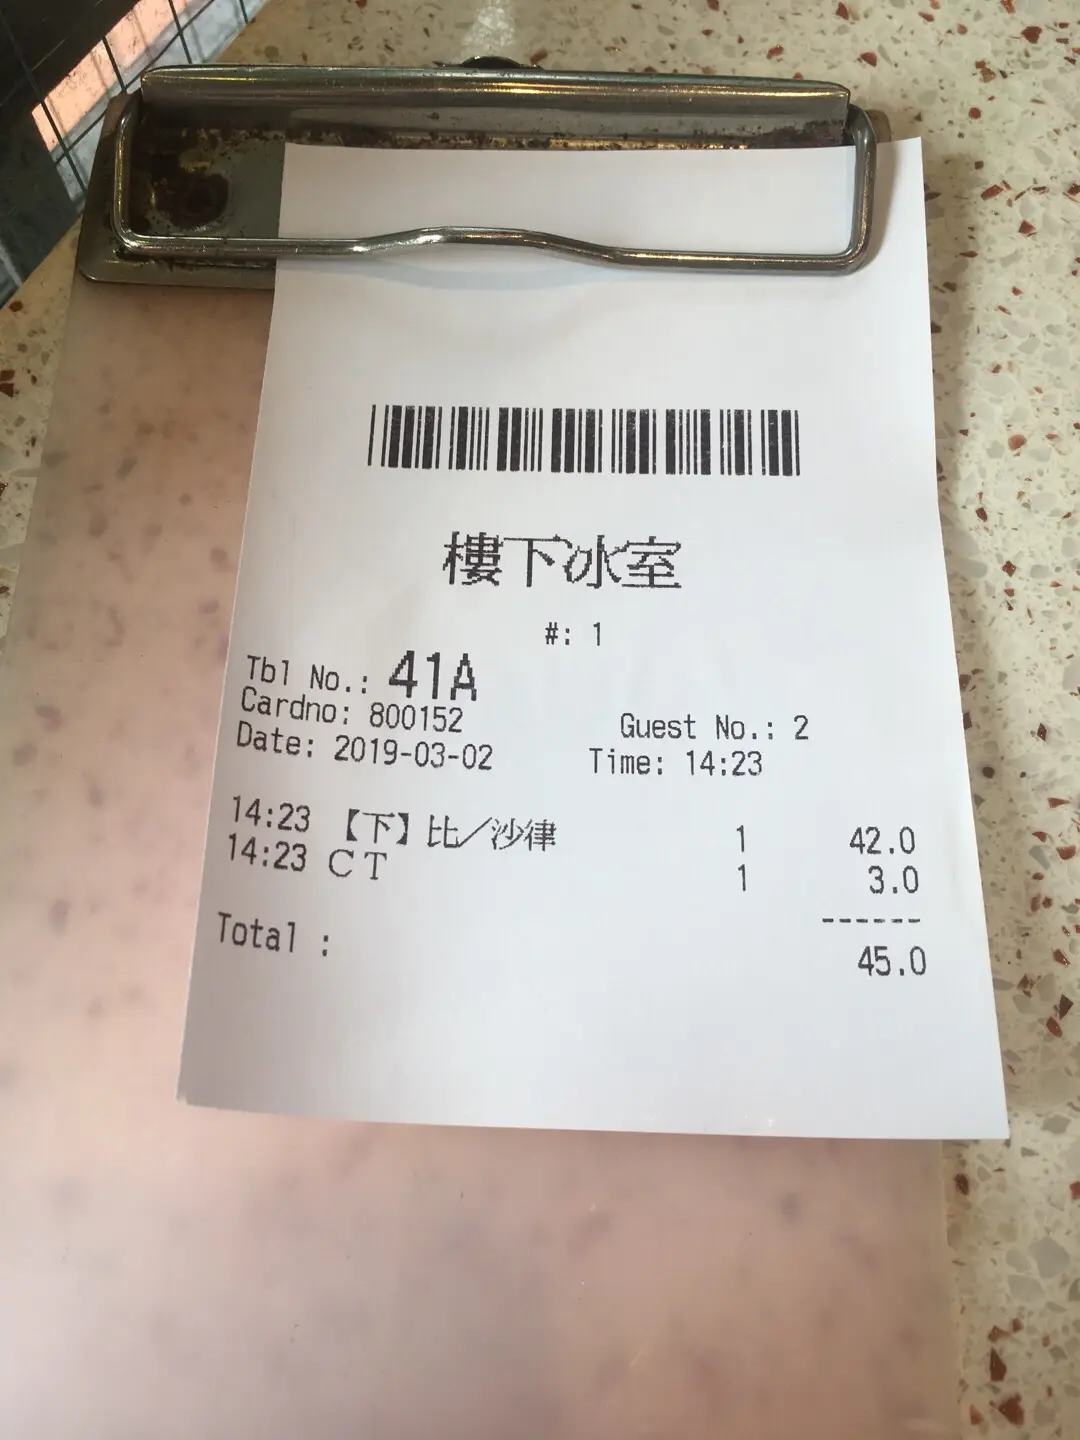 樓下冰室
#: 1
Tbl No.: 41A
Cardno: 800152 Guest No.: 2
Date: 2019-03-02 Time: 14:23
14:23 【下】比／沙律 1 42.0
14:23 ＣＴ 1 3.0
------
Total : 45.0